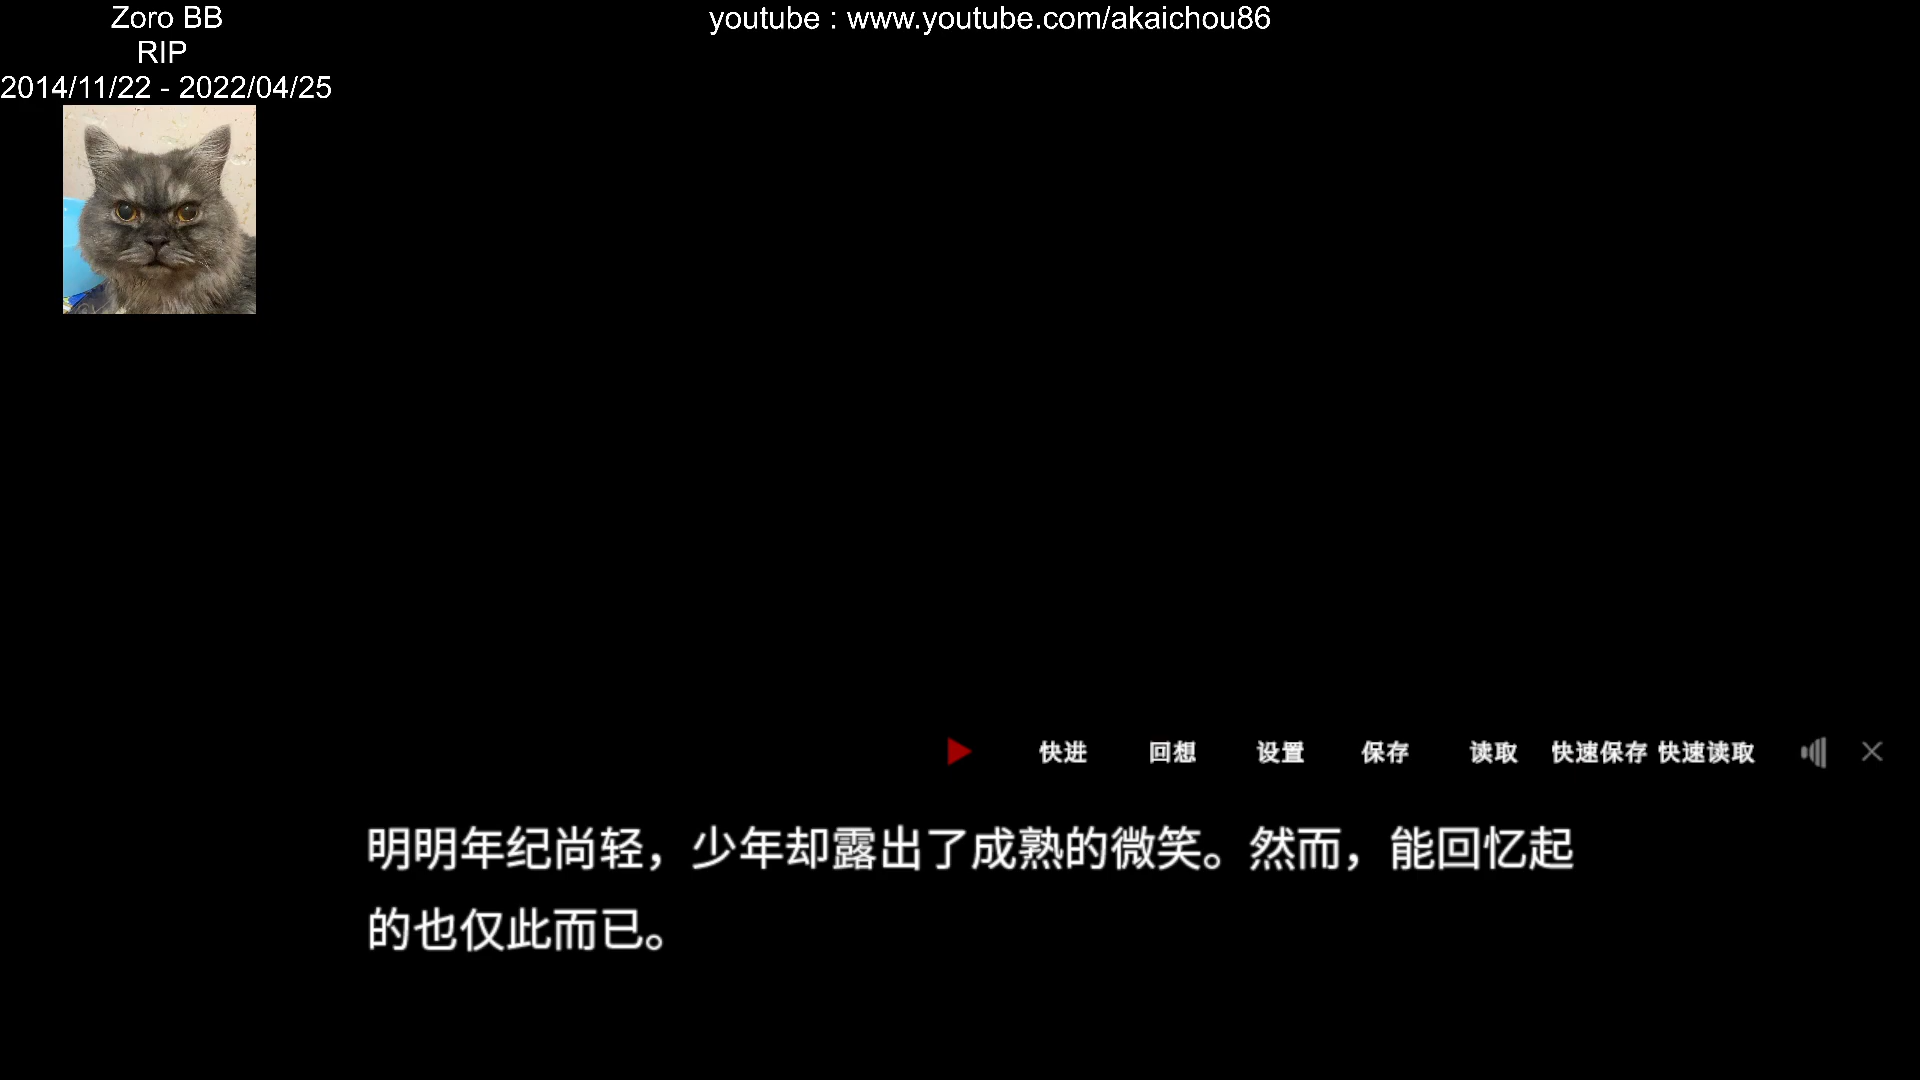 Zoro BB
RIP
2014/11/22 - 2022/04/25
youtube : www.youtube.com/akaichou86
快进 回想 设置 保存 读取 快速保存 快速读取
明明年纪尚轻，少年却露出了成熟的微笑。然而，能回忆起
的也仅此而已。